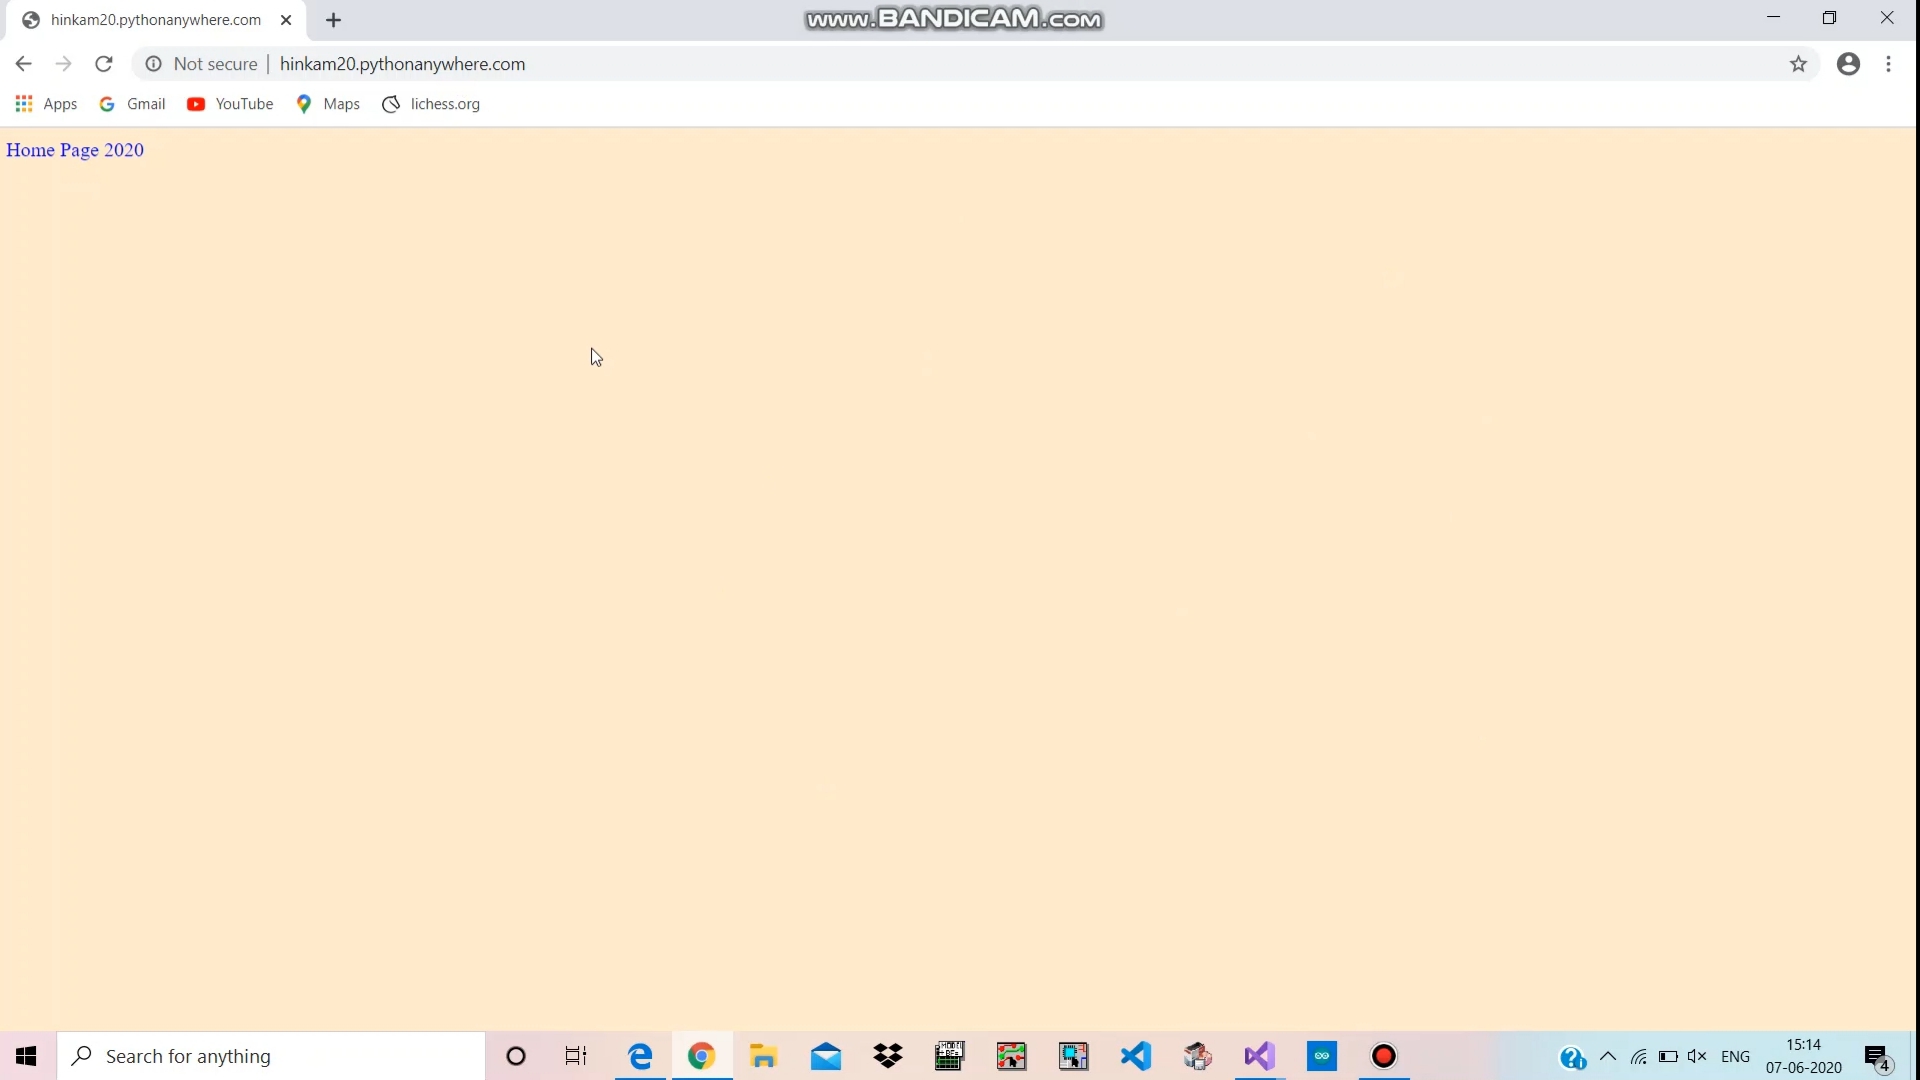 hinkam20.pythonanywhere.com
www.BANDICAM.com
Not secure | hinkam20.pythonanywhere.com
Apps Gmail YouTube Maps lichess.org
Home Page 2020
Search for anything
ENG
15:14
07-06-2020
4